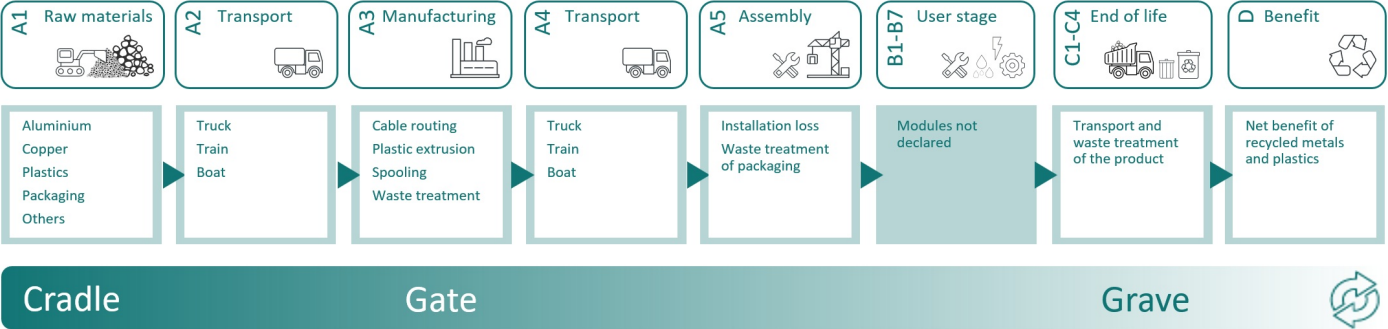 A1 Raw materials
A2 Transport
A3 Manufacturing
A4 Transport
A5 Assembly
B1-B7 User stage
C1-C4 End of life
D Benefit
Aluminium
Copper
Plastics
Packaging
Others
Truck
Train
Boat
Cable routing
Plastic extrusion
Spooling
Waste treatment
Truck
Train
Boat
Installation loss
Waste treatment
of packaging
Modules not
declared
Transport and
waste treatment
of the product
Net benefit of
recycled metals
and plastics
Cradle
Gate
Grave